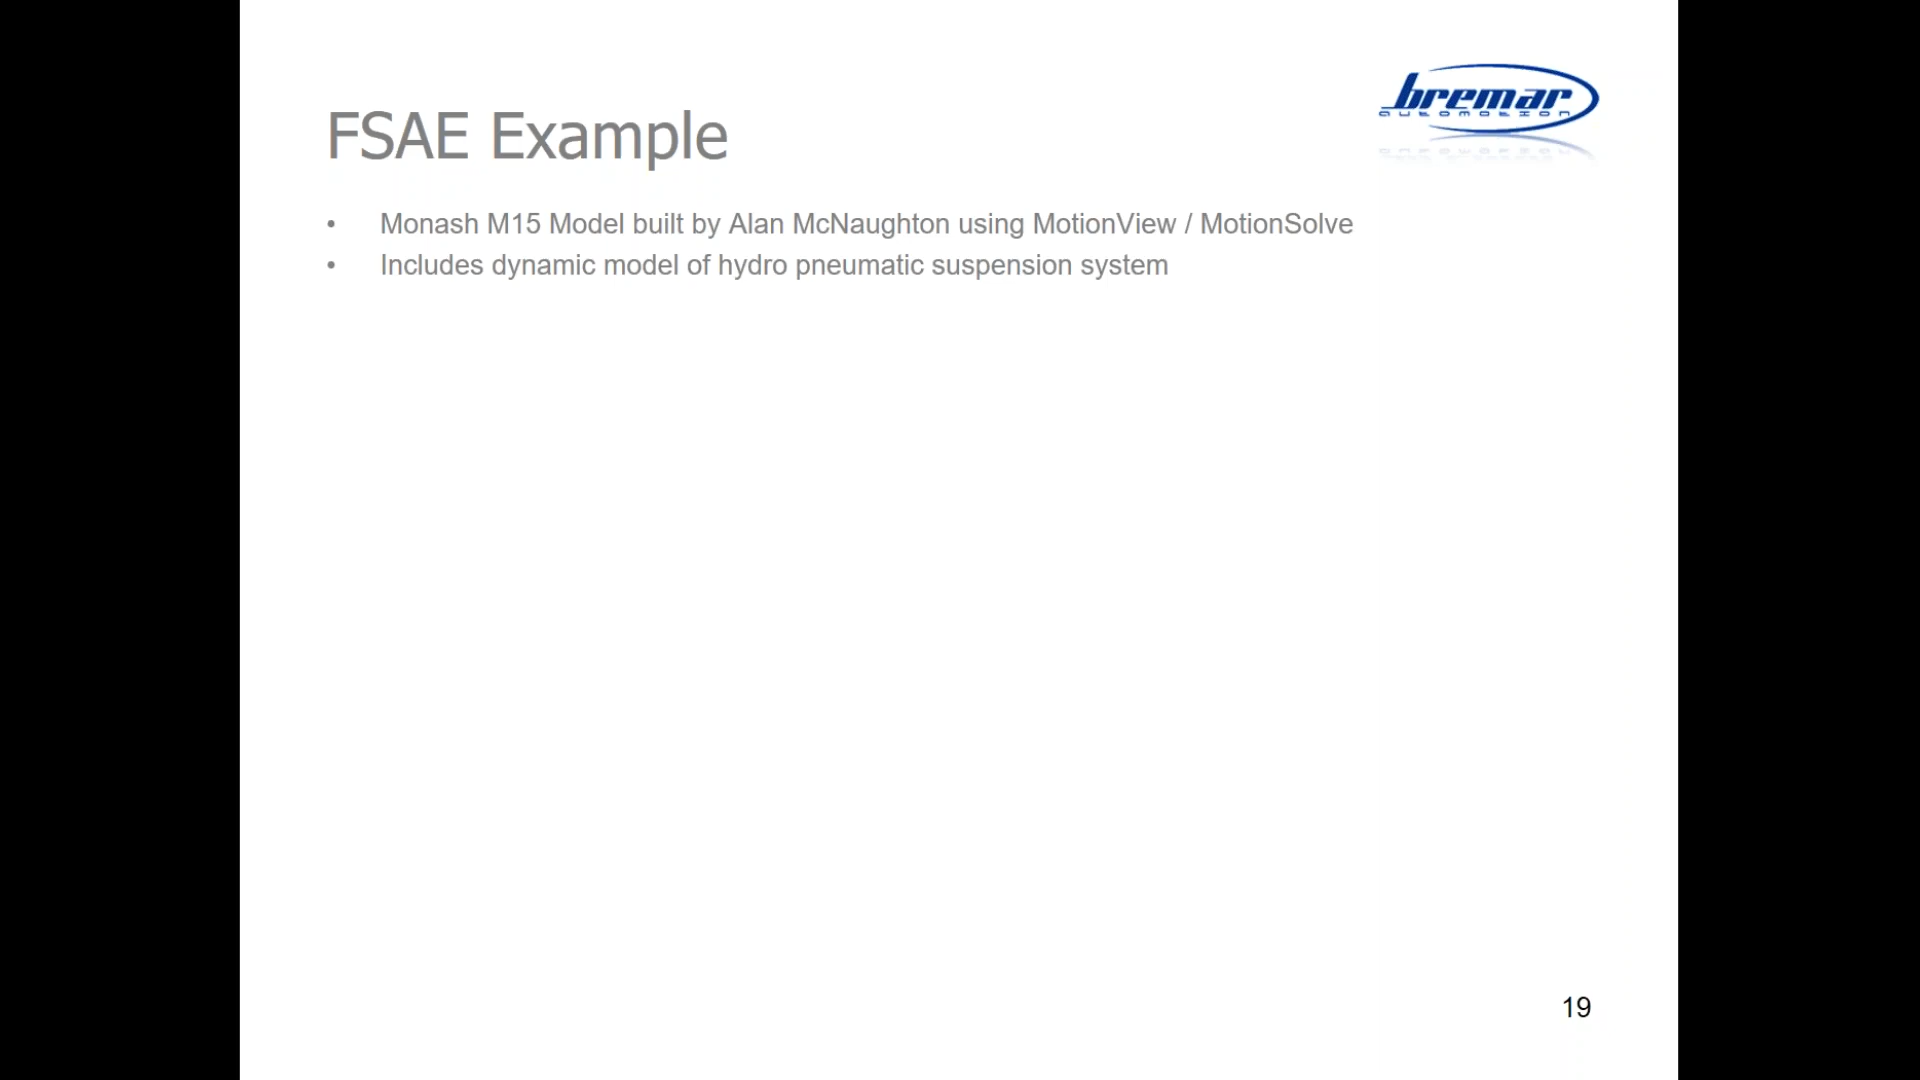 bremar
automotion
FSAE Example
• Monash M15 Model built by Alan McNaughton using MotionView / MotionSolve
• Includes dynamic model of hydro pneumatic suspension system
19